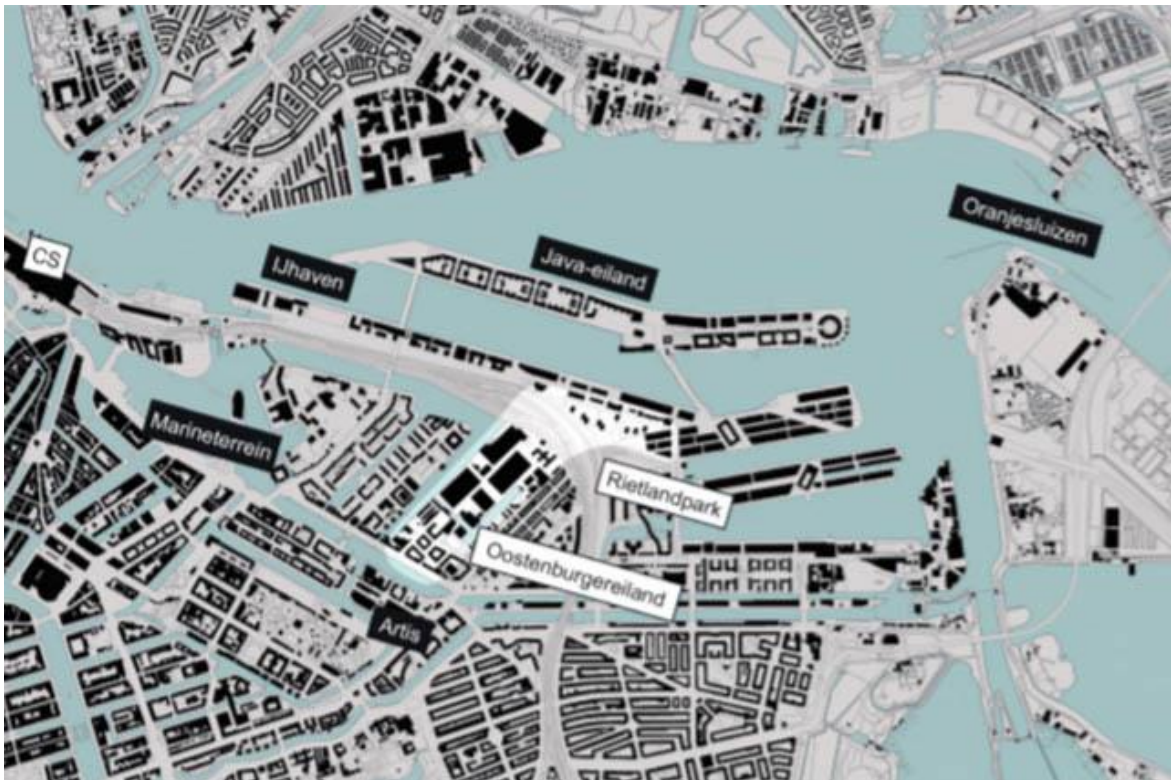 Oranjesluizen
CS
IJhaven
Java-eiland
Marineterrein
Rietlandpark
Oostenburgereiland
Artis